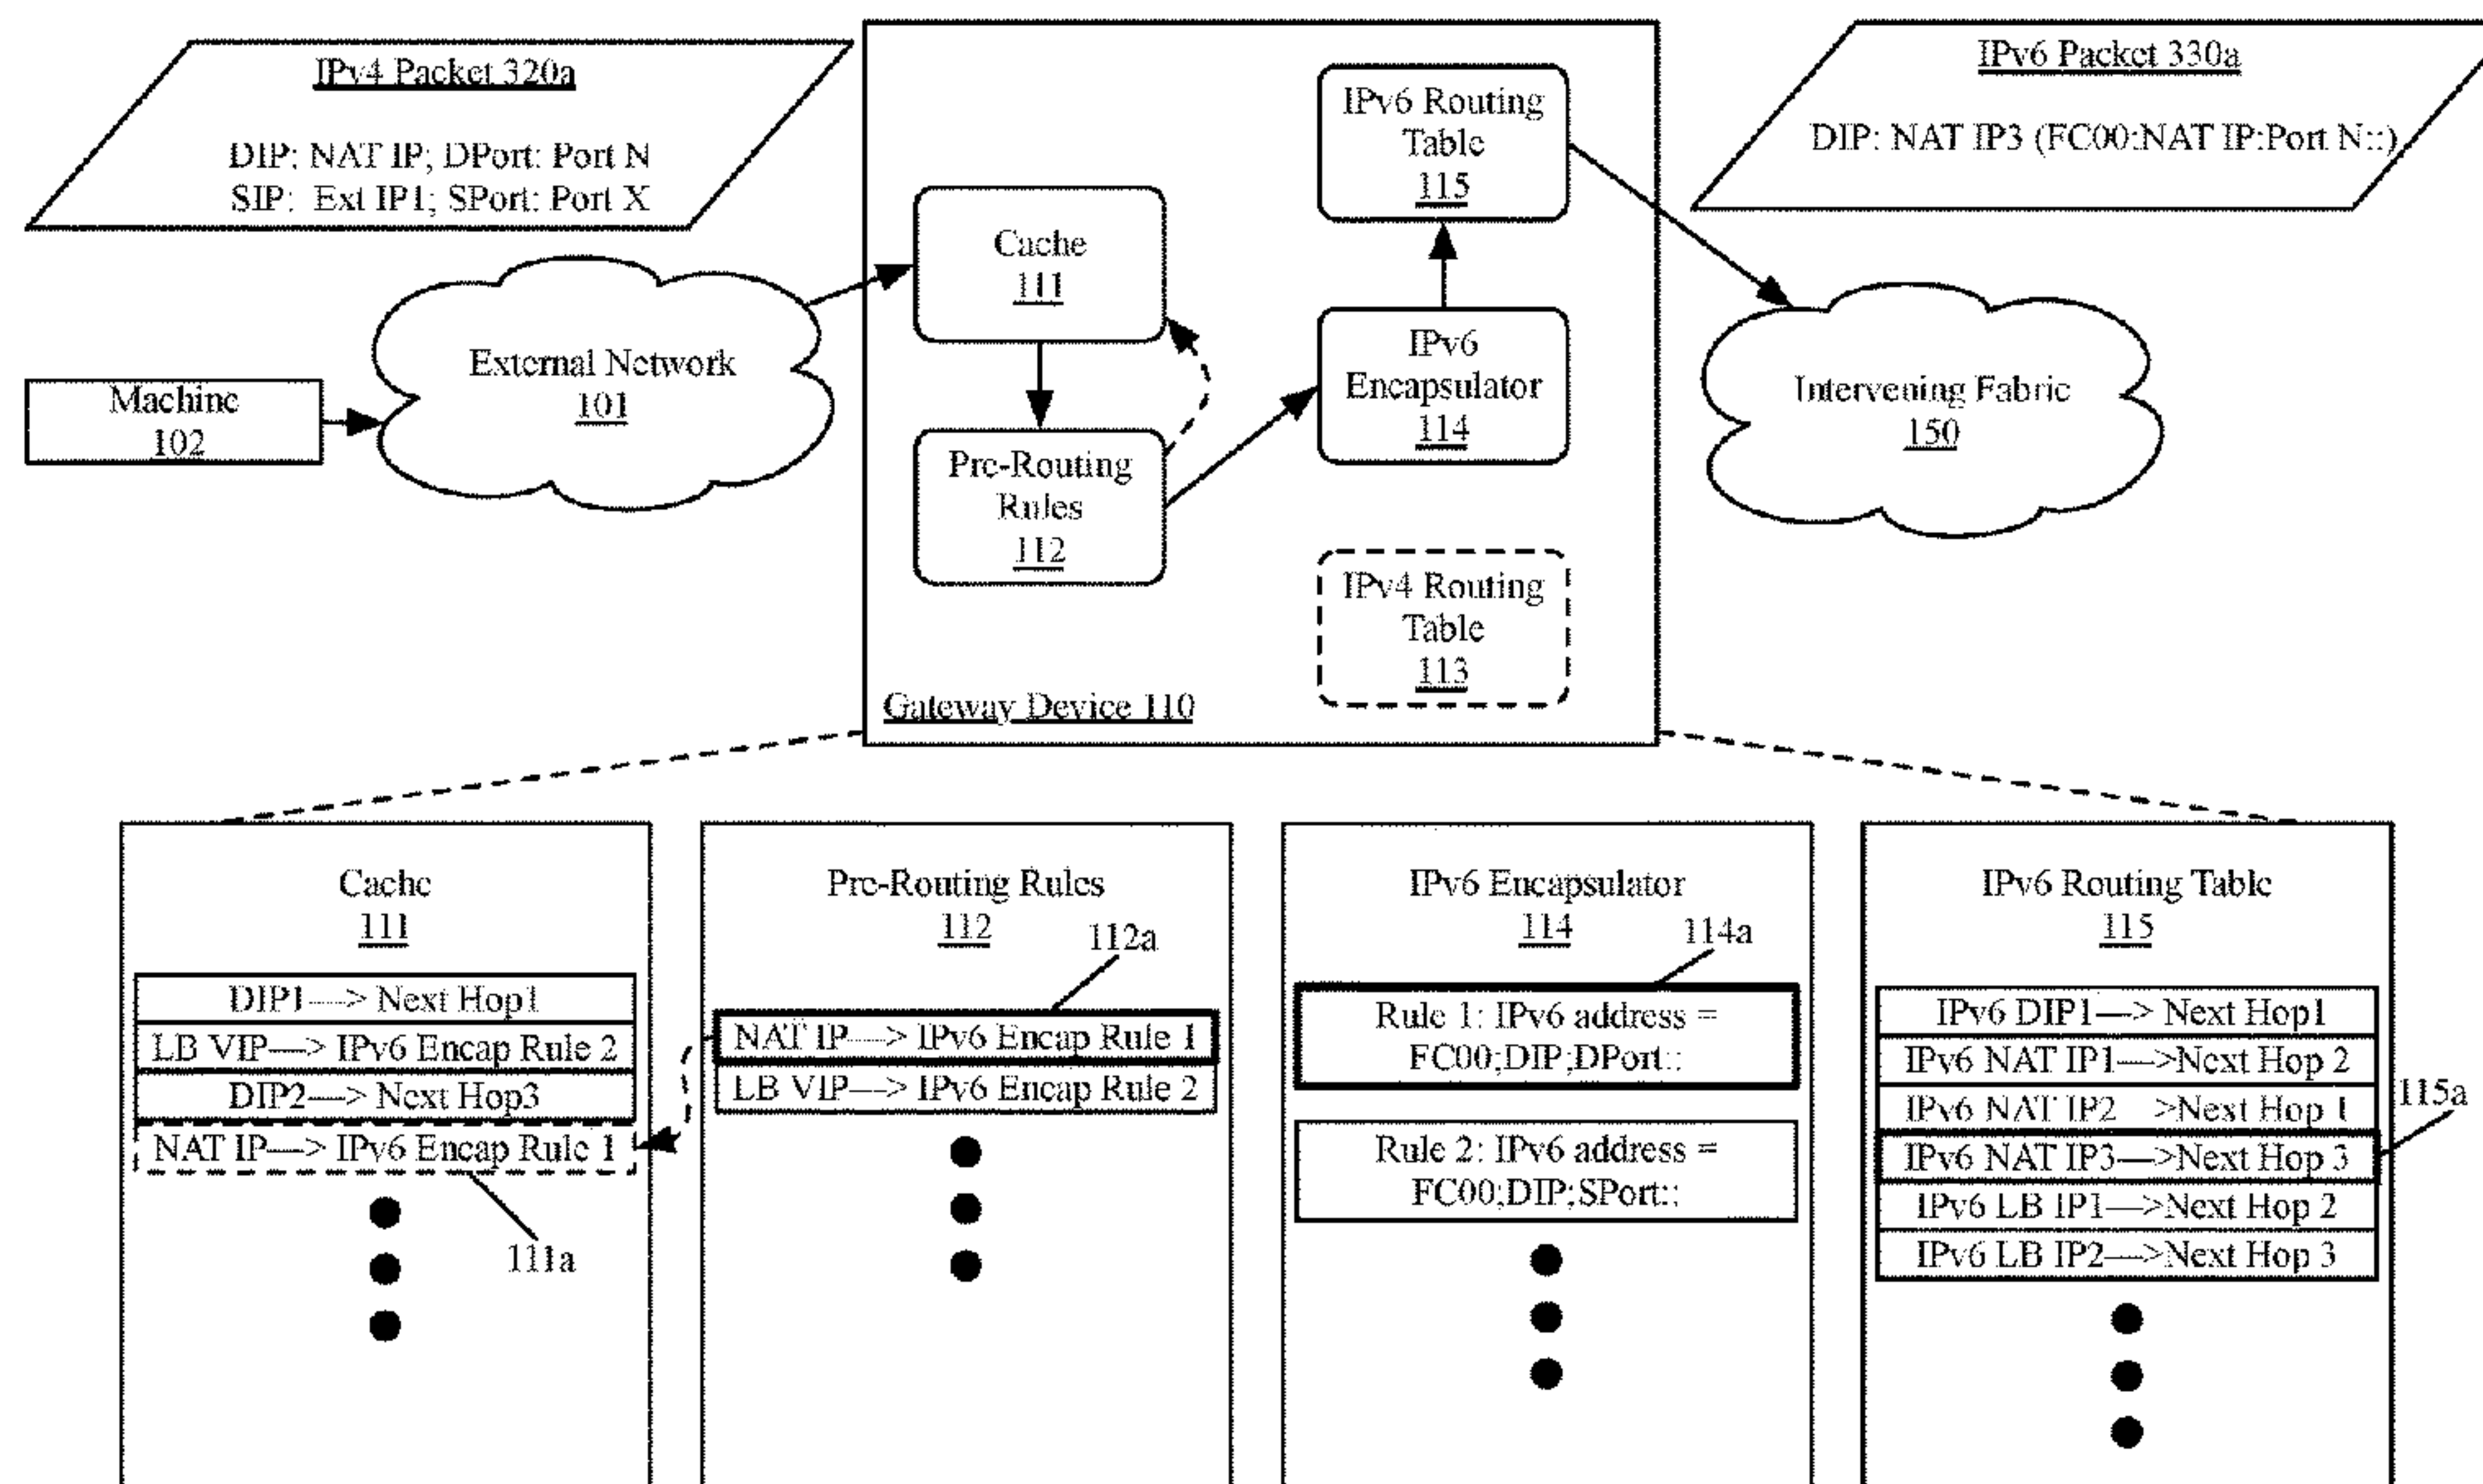 IPv4 Packet 320a
DIP: NAT IP; DPort: Port N
SIP: Ext IP1; SPort: Port X
Machine
102
External Network
101
Cache
111
Pre-Routing
Rules
112
IPv6 Routing
Table
115
IPv6
Encapsulator
114
IPv4 Routing
Table
113
Gateway Device 110
IPv6 Packet 330a
DIP: NAT IP3 (FC00:NAT IP:Port N::)
Intervening Fabric
150
Cache
111
DIP1—> Next Hop1
LB VIP—> IPv6 Encap Rule 2
DIP2—> Next Hop3
NAT IP—> IPv6 Encap Rule 1
111a
Pre-Routing Rules
112
112a
NAT IP—> IPv6 Encap Rule 1
LB VIP—> IPv6 Encap Rule 2
IPv6 Encapsulator
114
114a
Rule 1: IPv6 address =
FC00;DIP;DPort::
Rule 2: IPv6 address =
FC00;DIP;SPort::
IPv6 Routing Table
115
IPv6 DIP1—> Next Hop1
IPv6 NAT IP1—>Next Hop 2
IPv6 NAT IP2—>Next Hop 1
IPv6 NAT IP3—>Next Hop 3
IPv6 LB IP1—>Next Hop 2
IPv6 LB IP2—>Next Hop 3
115a